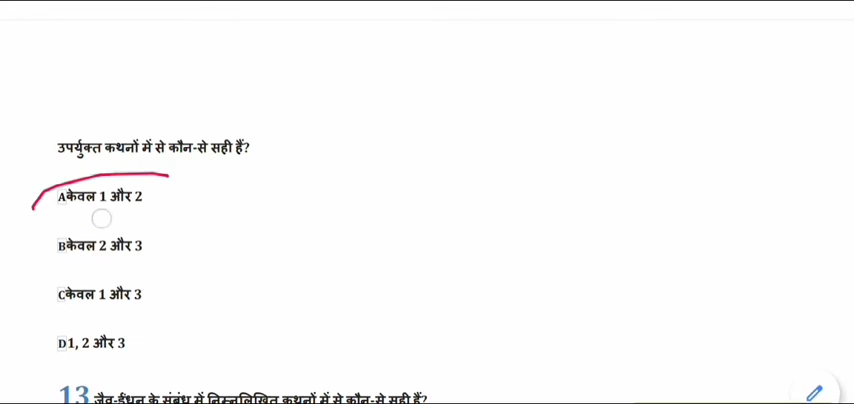 उपर्युक्त कथनों में से कौन-से सही हैं?
Aकेवल 1 और 2
Bकेवल 2 और 3
Cकेवल 1 और 3
D1, 2 और 3
13 जैव-ईंधन के संबंध में निम्नलिखित कथनों में से कौन-से सही हैं?